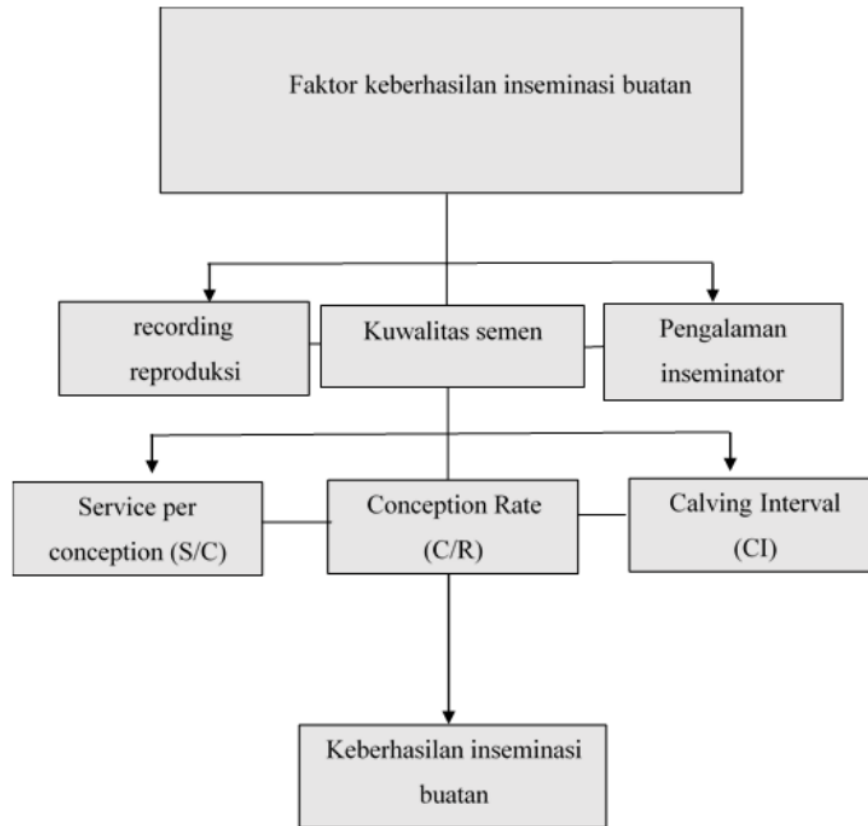 Faktor keberhasilan inseminasi buatan
recording
reproduksi
Kuwalitas semen
Pengalaman
inseminator
Service per
conception (S/C)
Conception Rate
(C/R)
Calving Interval
(CI)
Keberhasilan inseminasi
buatan